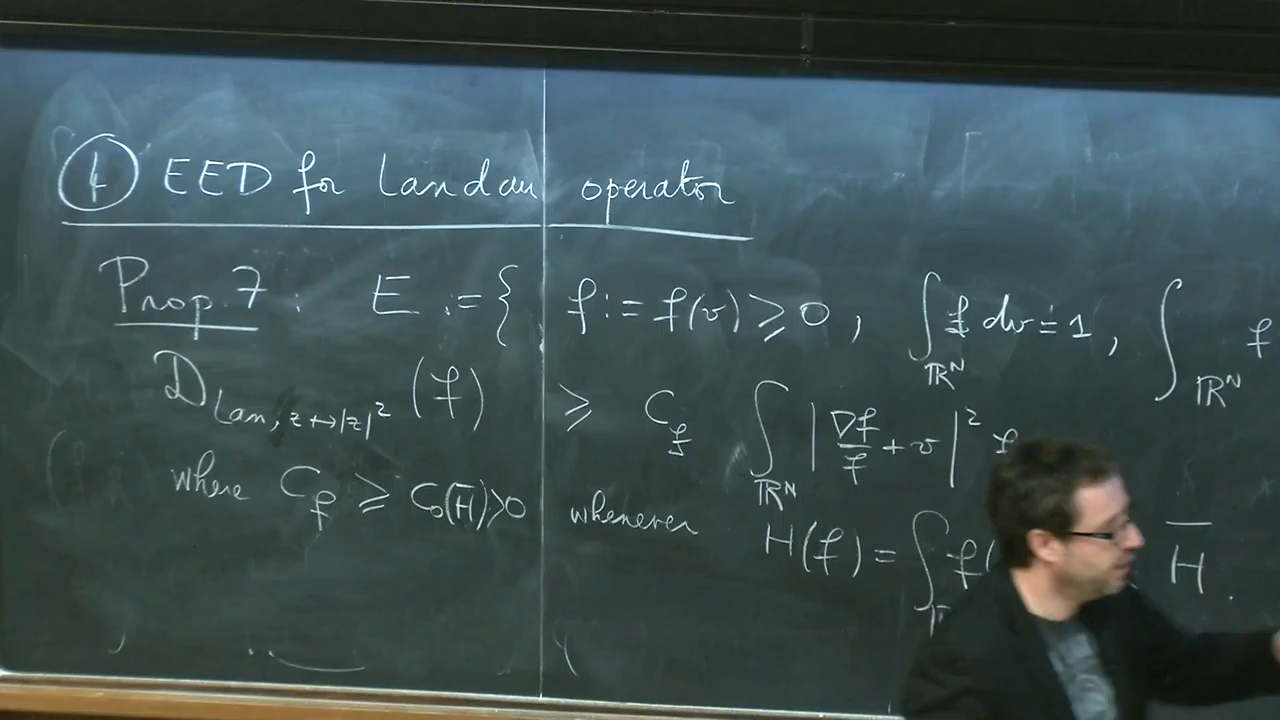 ④ EED for Landau operator
Prop. 7 : E := { f := f(v) ≥ 0, ∫_{ℝ^N} f dv = 1, ∫_{ℝ^N} f
D_{Lan, z↦|z|²} (f) ≥ C_f ∫_{ℝ^N} | ∇f/f + v |² f
where C_f ≥ C₀(H̄) > 0 whenever H(f) = ∫ f( H̄.